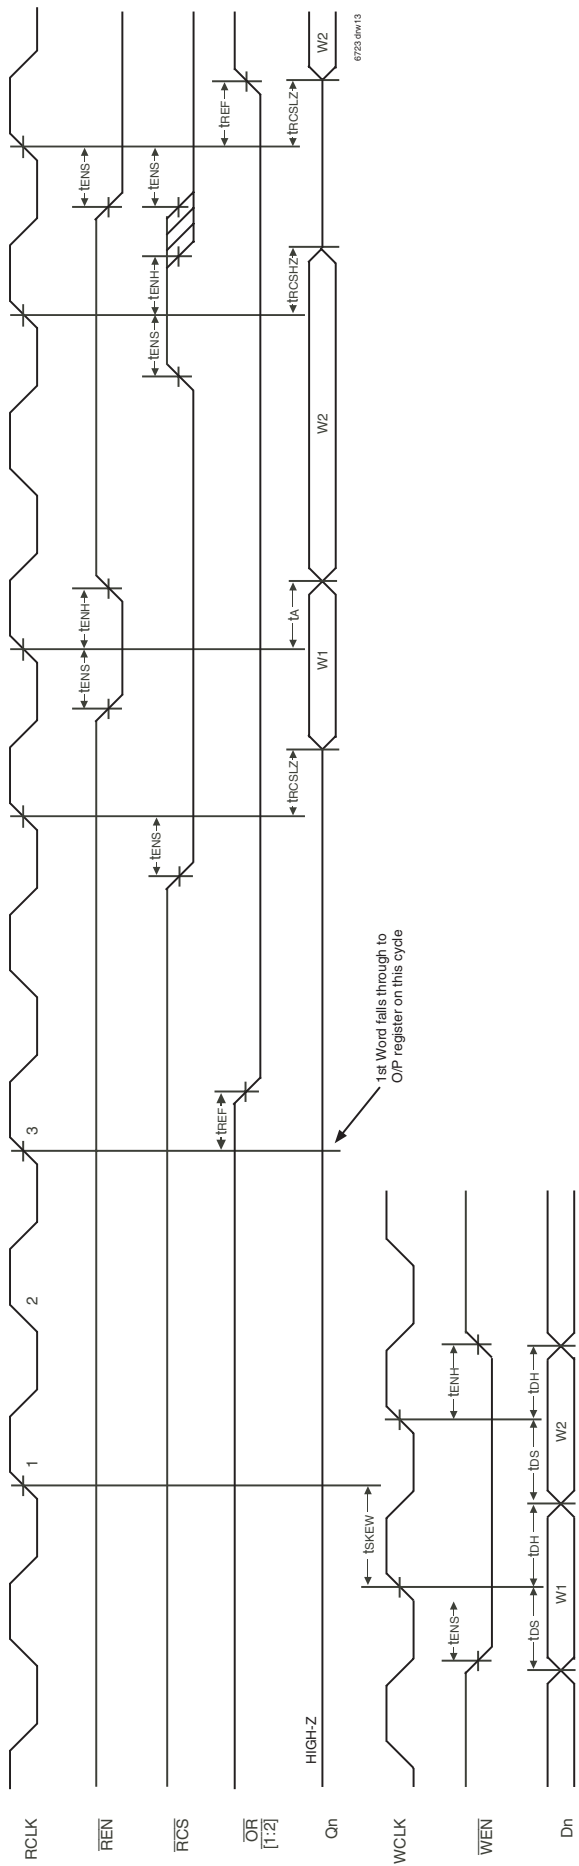 RCLK
1
2
3
REN
tENS
tENH
tENS
RCS
tENS
tENS
tENH
tENS
OR
[1:2]
tREF
tREF
Qn
HIGH-Z
tRCSLZ
W1
tA
W2
tRCSHZ
tRCSLZ
W2
1st Word falls through to
O/P register on this cycle
tSKEW
WCLK
WEN
tENS
tENH
Dn
tDS
tDH
tDS
tDH
W1
W2
6723 drw13